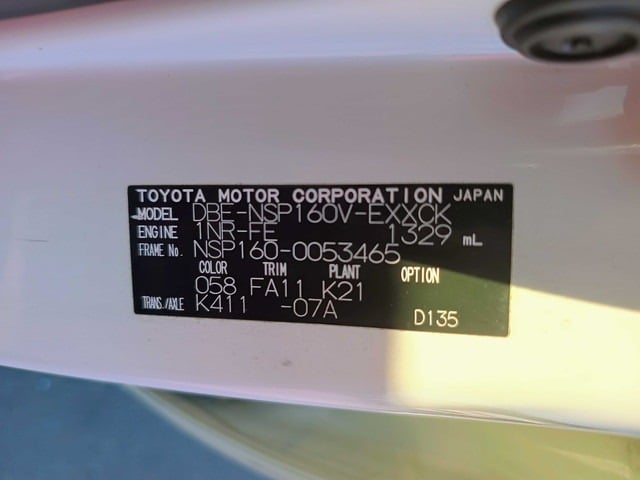 TOYOTA MOTOR CORPORATION JAPAN
MODEL DBE-NSP160V-EXXCK
ENGINE 1NR-FE 1329 mL
FRAME No. NSP160-0053465
COLOR TRIM PLANT OPTION
058 FA11 K21
TRANS./AXLE K411 -07A D135